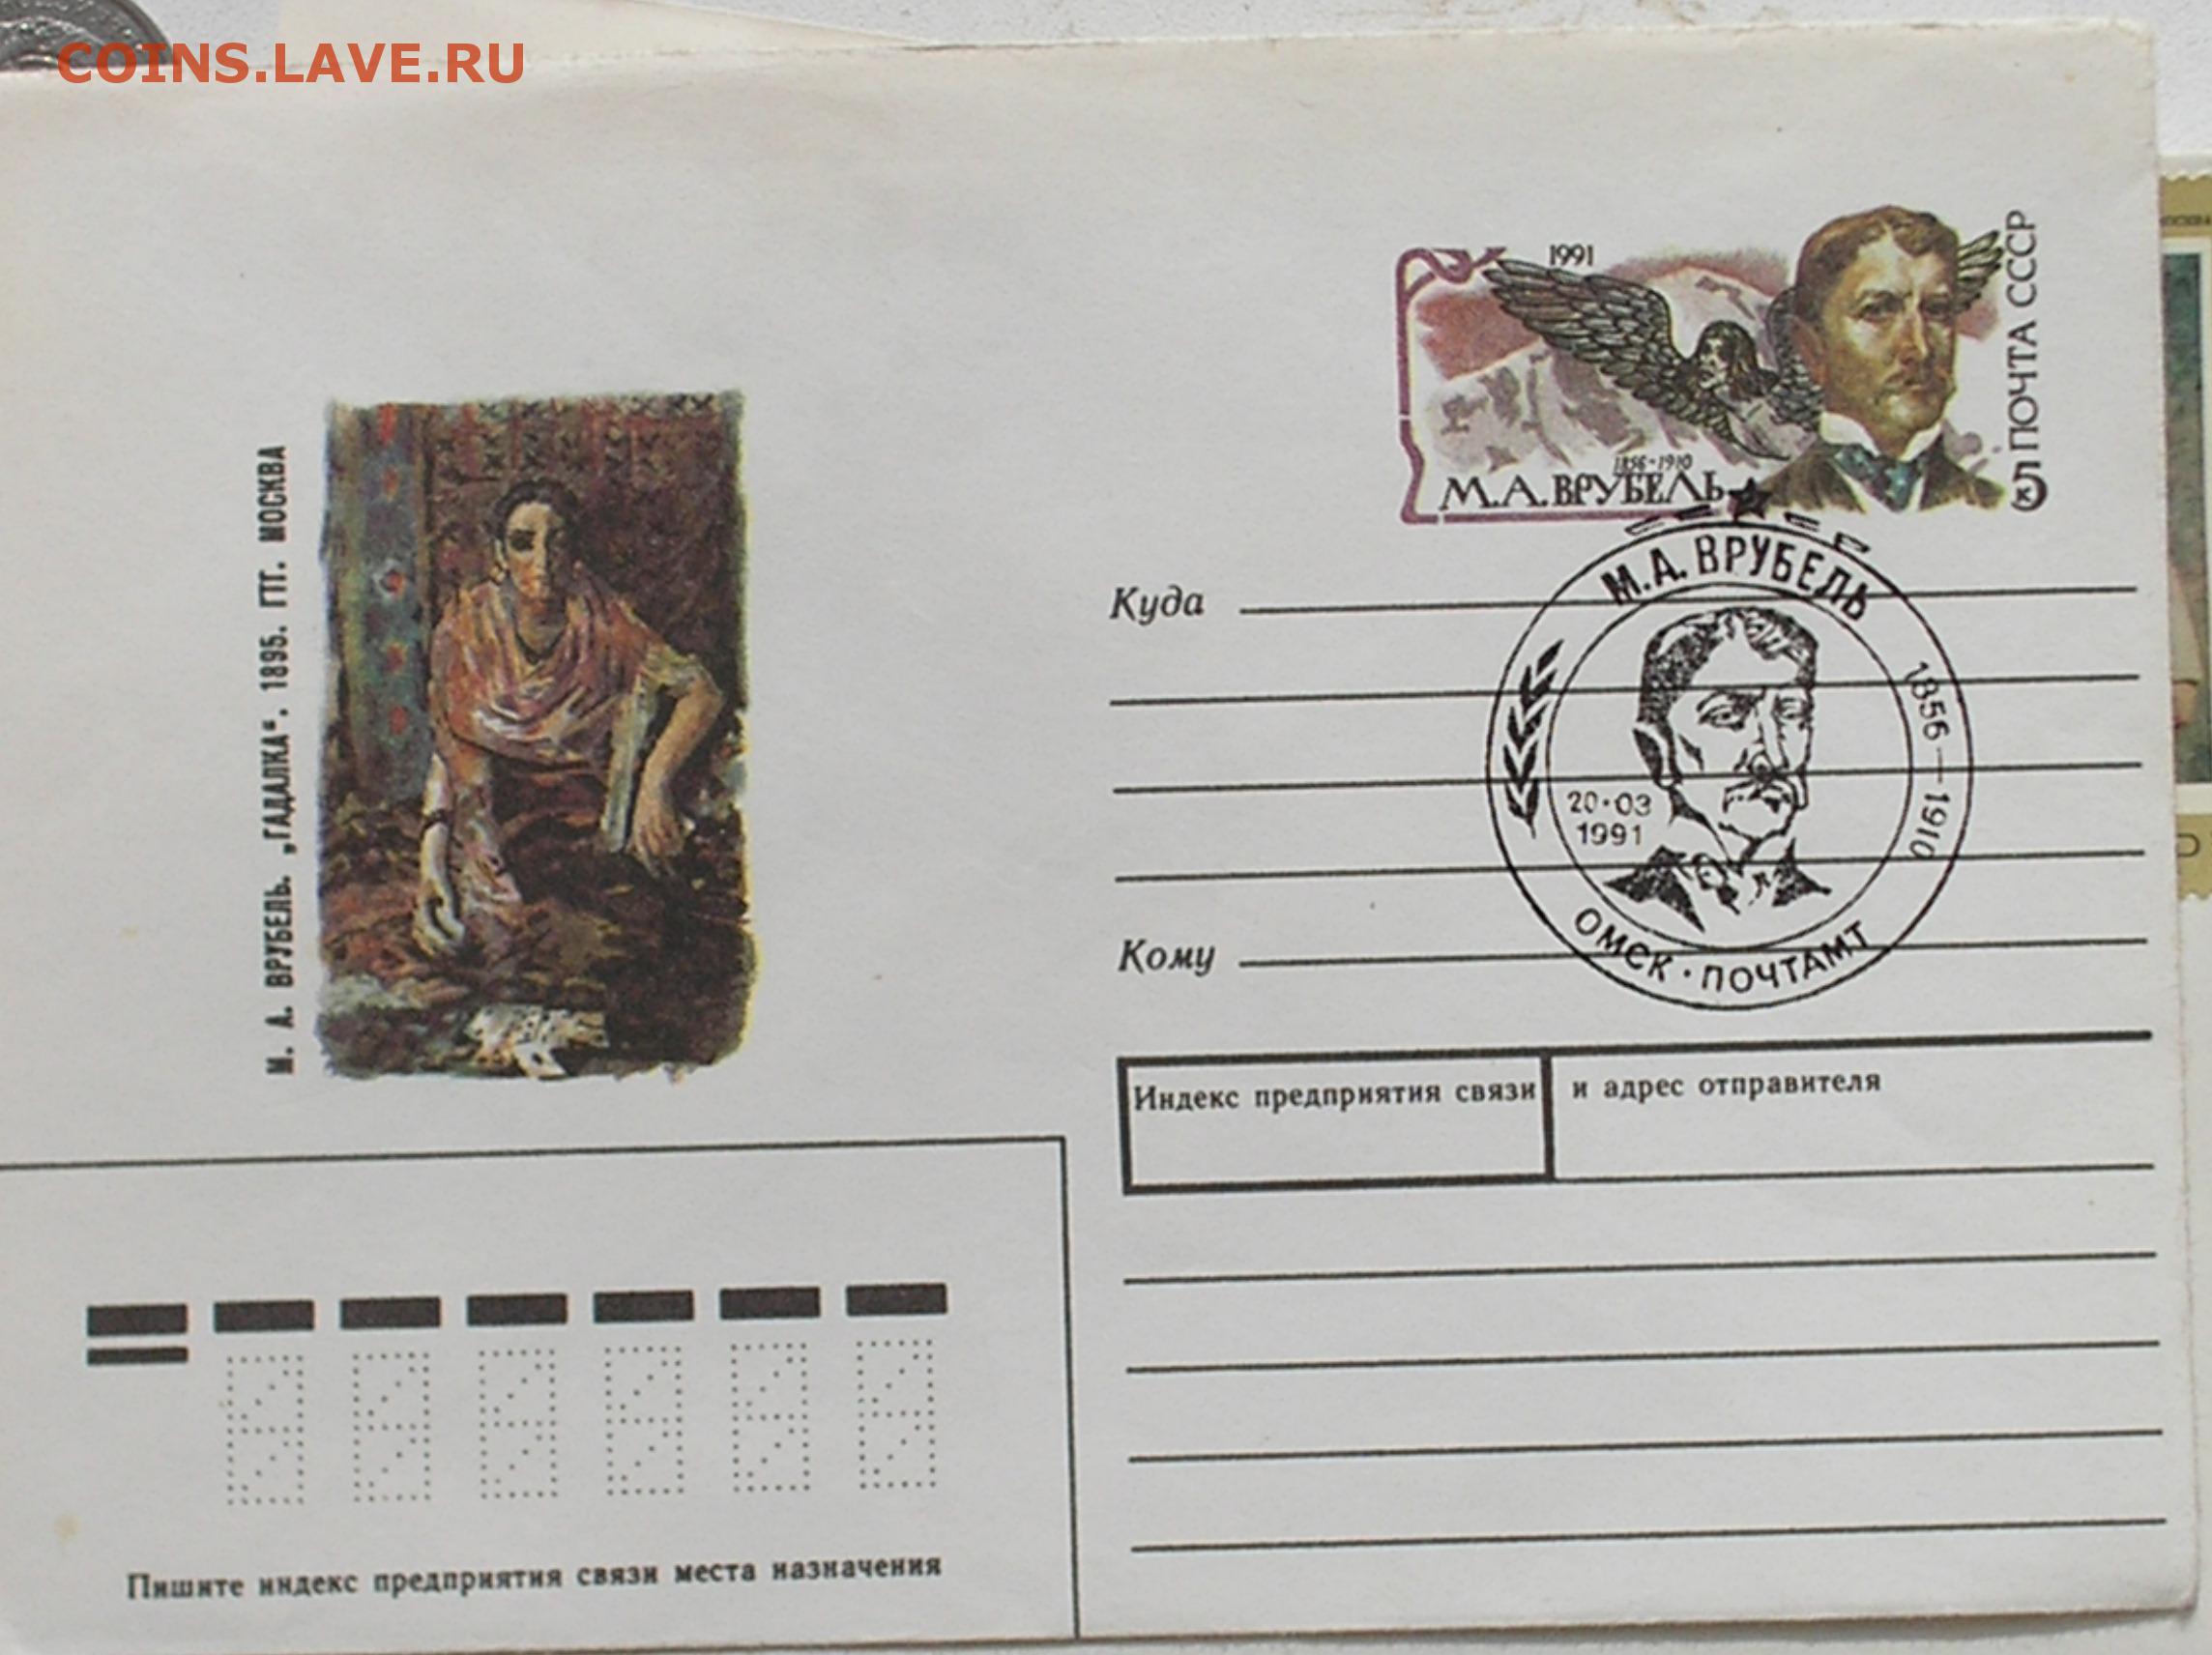 COINS.LAVE.RU
1991
ПОЧТА СССР
5к
1856-1910
М.А.ВРУБЕЛЬ
М. А. ВРУБЕЛЬ. „ГАДАЛКА“. 1895. ГТГ. МОСКВА
Куда
М.А. ВРУБЕЛЬ
1856—1910
20·03
1991
ОМСК · ПОЧТАМТ
Кому
Индекс предприятия связи и адрес отправителя
Пишите индекс предприятия связи места назначения